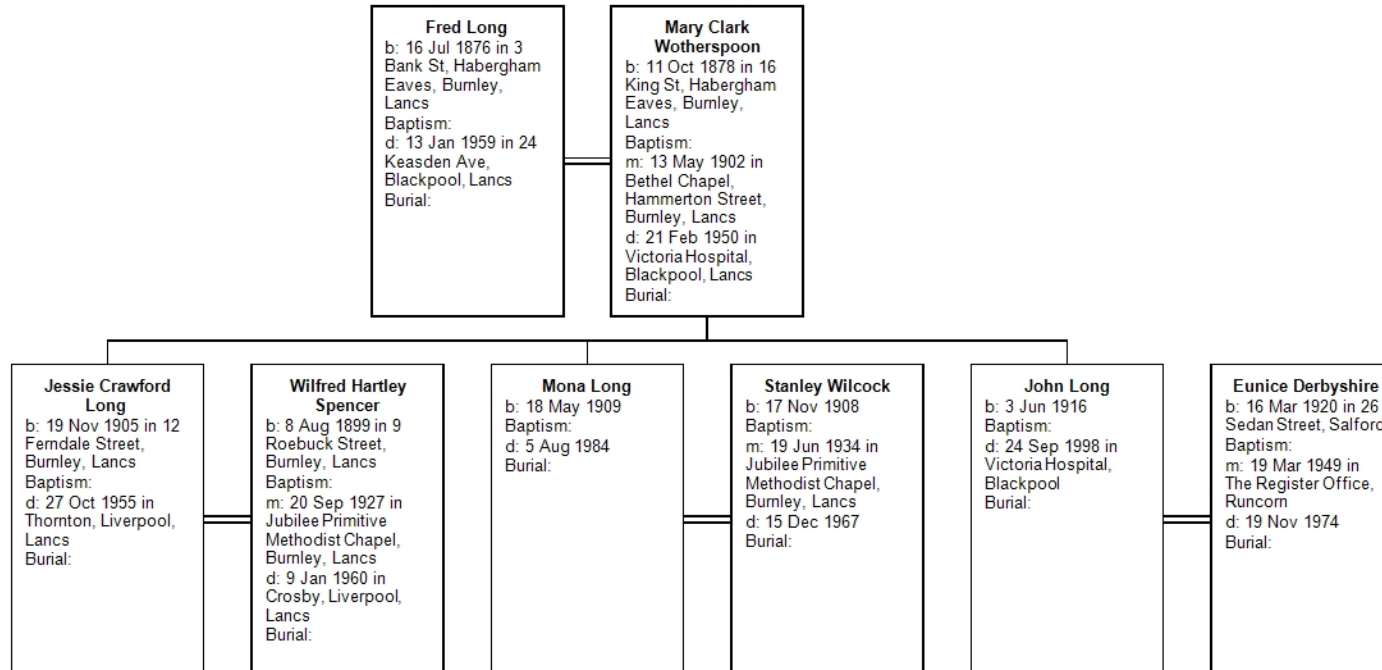 Fred Long
b: 16 Jul 1876 in 3
Bank St, Habergham
Eaves, Burnley,
Lancs
Baptism:
d: 13 Jan 1959 in 24
Keasden Ave,
Blackpool, Lancs
Burial:
Mary Clark
Wotherspoon
b: 11 Oct 1878 in 16
King St, Habergham
Eaves, Burnley,
Lancs
Baptism:
m: 13 May 1902 in
Bethel Chapel,
Hammerton Street,
Burnley, Lancs
d: 21 Feb 1950 in
Victoria Hospital,
Blackpool, Lancs
Burial:
Jessie Crawford
Long
b: 19 Nov 1905 in 12
Ferndale Street,
Burnley, Lancs
Baptism:
d: 27 Oct 1955 in
Thornton, Liverpool,
Lancs
Burial:
Wilfred Hartley
Spencer
b: 8 Aug 1899 in 9
Roebuck Street,
Burnley, Lancs
Baptism:
m: 20 Sep 1927 in
Jubilee Primitive
Methodist Chapel,
Burnley, Lancs
d: 9 Jan 1960 in
Crosby, Liverpool,
Lancs
Burial:
Mona Long
b: 18 May 1909
Baptism:
d: 5 Aug 1984
Burial:
Stanley Wilcock
b: 17 Nov 1908
Baptism:
m: 19 Jun 1934 in
Jubilee Primitive
Methodist Chapel,
Burnley, Lancs
d: 15 Dec 1967
Burial:
John Long
b: 3 Jun 1916
Baptism:
d: 24 Sep 1998 in
Victoria Hospital,
Blackpool
Burial:
Eunice Derbyshire
b: 16 Mar 1920 in 26
Sedan Street, Salford
Baptism:
m: 19 Mar 1949 in
The Register Office,
Runcorn
d: 19 Nov 1974
Burial: